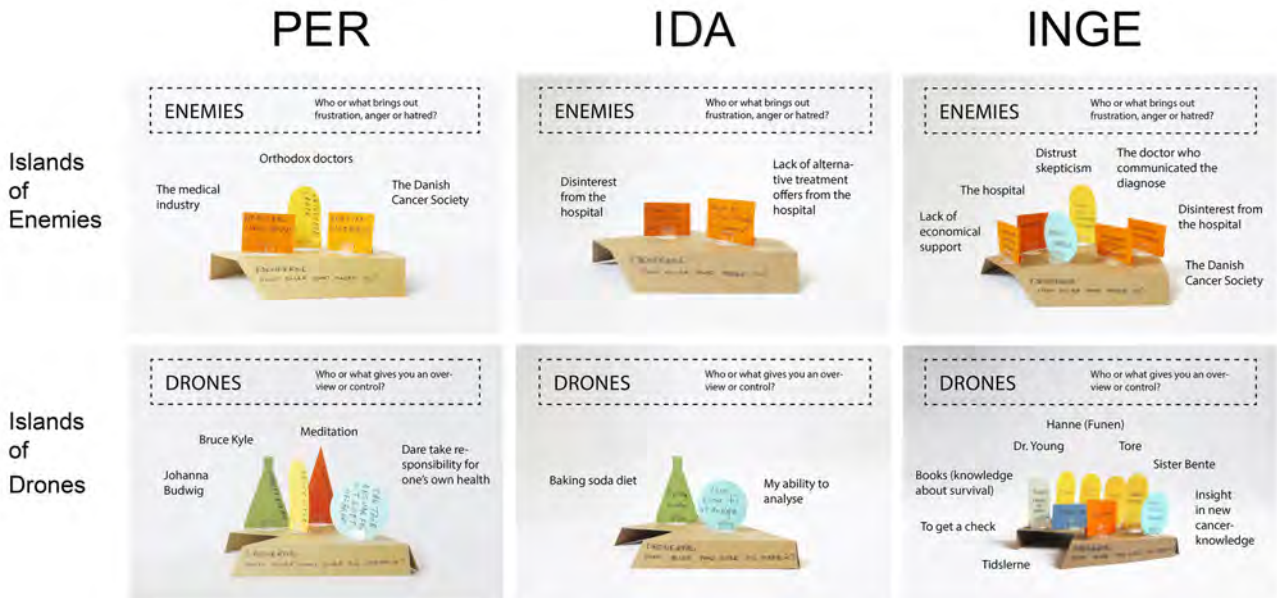 PER
IDA
INGE
Islands
of
Enemies
ENEMIES
Who or what brings out
frustration, anger or hatred?
Orthodox doctors
The medical
industry
The Danish
Cancer Society
ENEMIES
Who or what brings out
frustration, anger or hatred?
Disinterest
from the
hospital
Lack of alterna-
tive treatment
offers from the
hospital
ENEMIES
Who or what brings out
frustration, anger or hatred?
Distrust
skepticism
The doctor who
communicated the
diagnose
The hospital
Lack of
economical
support
Disinterest from
the hospital
The Danish
Cancer Society
Islands
of
Drones
DRONES
Who or what gives you an over-
view or control?
Bruce Kyle
Meditation
Johanna
Budwig
Dare take re-
sponsibility for
one's own health
DRONES
Who or what gives you an over-
view or control?
Baking soda diet
My ability to
analyse
DRONES
Who or what gives you an over-
view or control?
Hanne (Funen)
Dr. Young
Tore
Sister Bente
Books (knowledge
about survival)
To get a check
Insight
in new
cancer-
knowledge
Tidslerne